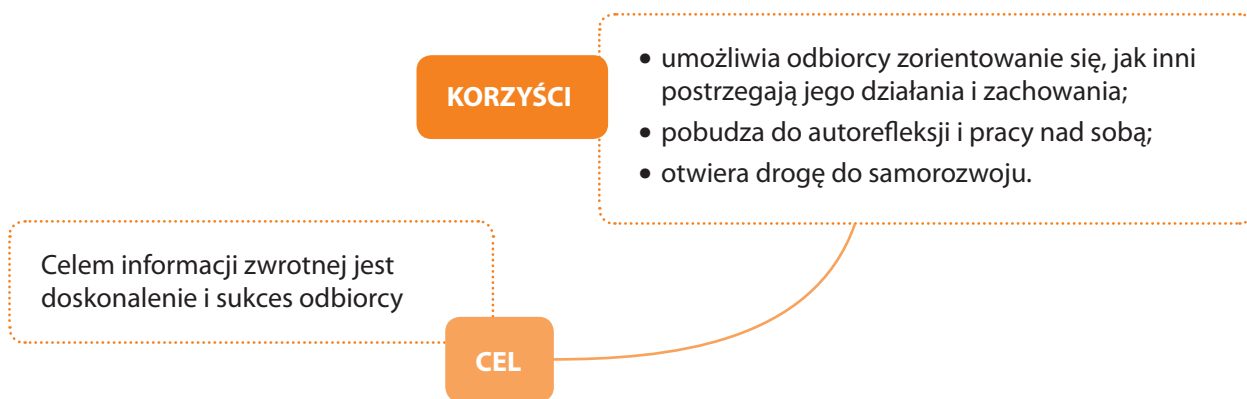 KORZYŚCI
• umożliwia odbiorcy zorientowanie się, jak inni
postrzegają jego działania i zachowania;
• pobudza do autorefleksji i pracy nad sobą;
• otwiera drogę do samorozwoju.
Celem informacji zwrotnej jest
doskonalenie i sukces odbiorcy
CEL